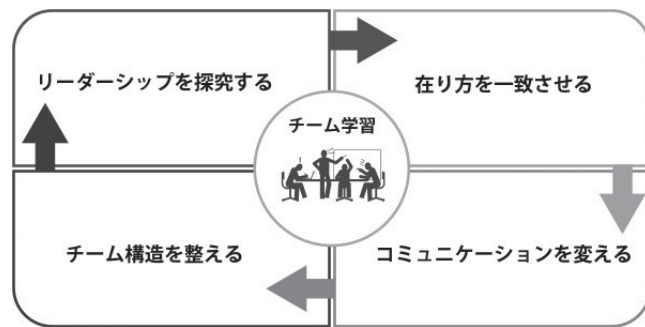 リーダーシップを探究する
在り方を一致させる
チーム学習
チーム構造を整える
コミュニケーションを変える